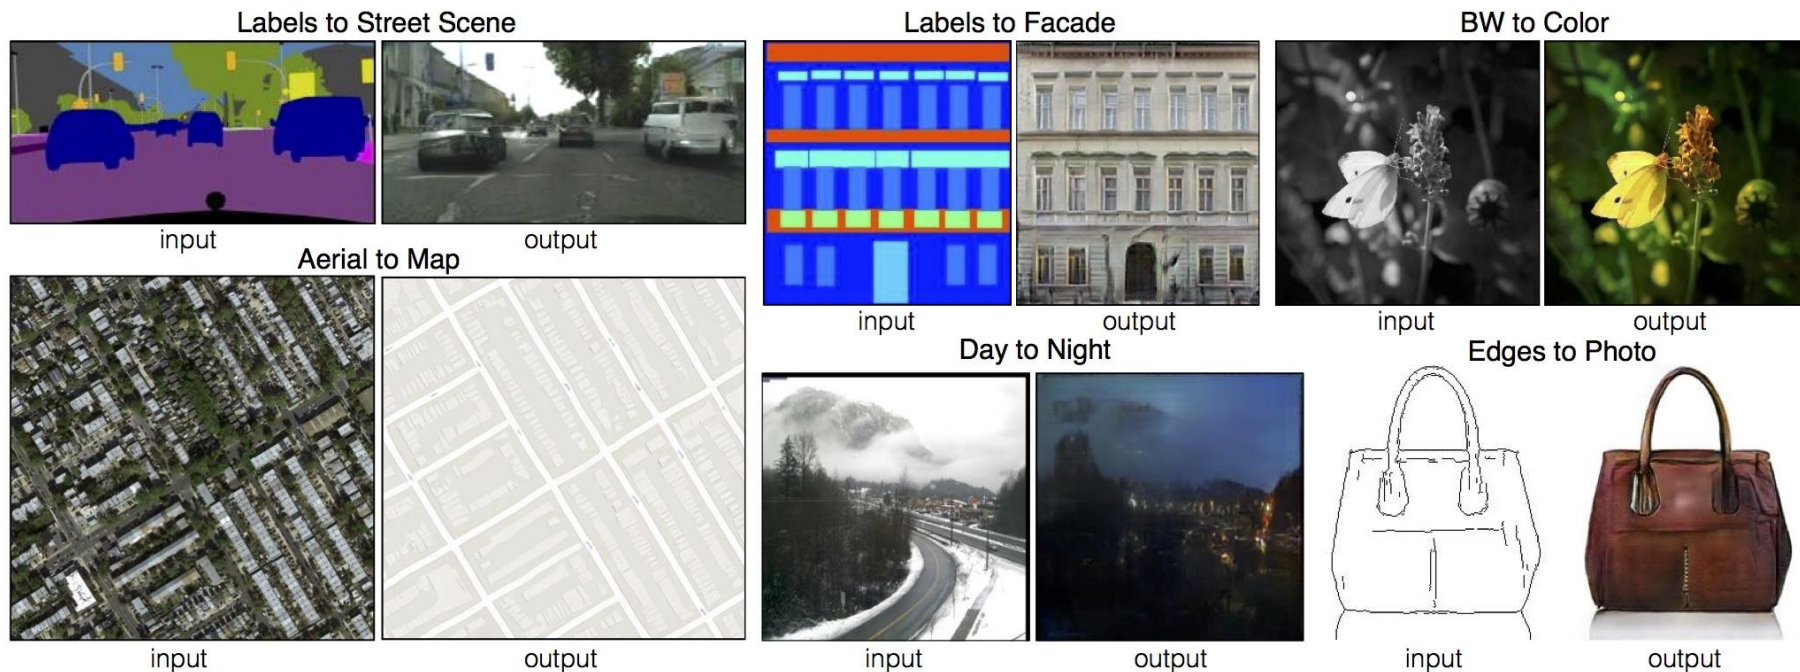 Labels to Street Scene
input
output
Aerial to Map
input
output
Labels to Facade
input
output
BW to Color
input
output
Day to Night
input
output
Edges to Photo
input
output